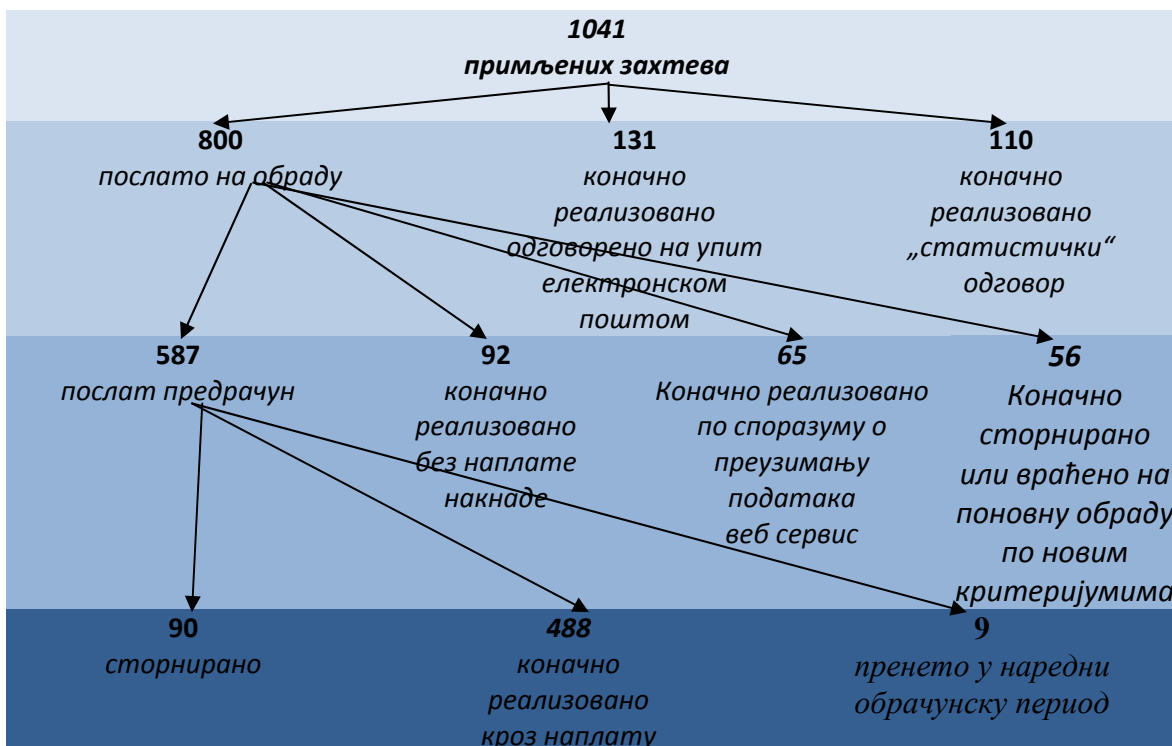 1041
примљених захтева
800
послато на обраду
131
коначно
реализовано
одговорено на упит
електронском
поштом
110
коначно
реализовано
„статистички“
одговор
587
послат предрачун
92
коначно
реализовано
без наплате
накнаде
65
Коначно реализовано
по споразуму о
преузимању
података
веб сервис
56
Коначно
сторнирано
или враћено на
поновну обраду
по новим
критеријумима
90
сторнирано
488
коначно
реализовано
кроз наплату
9
пренето у наредни
обрачунску период